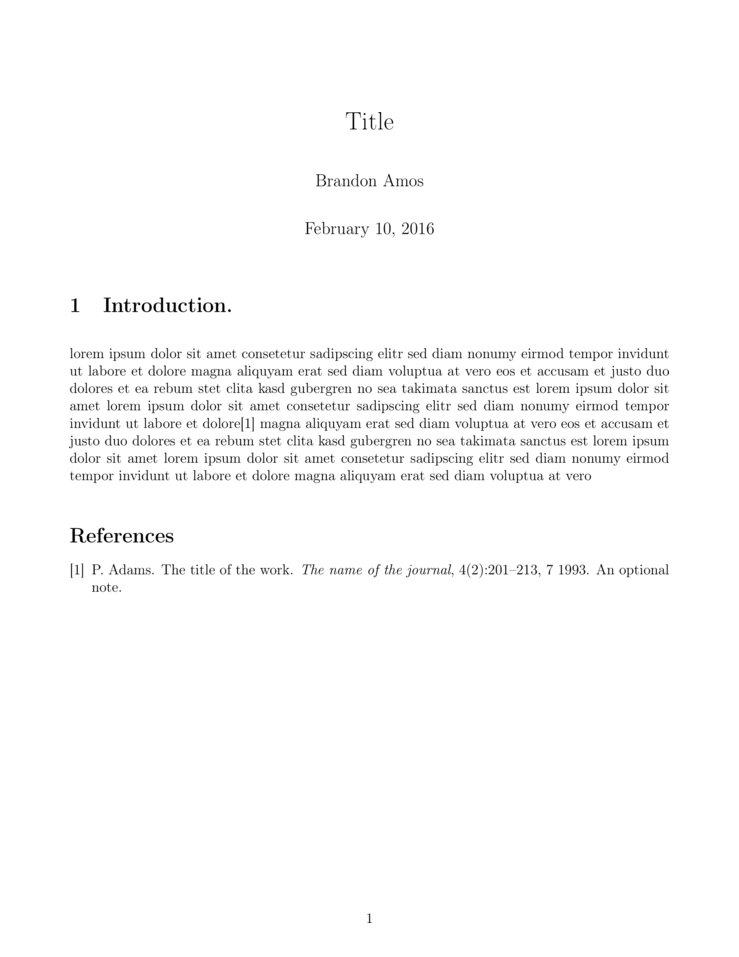 Title
Brandon Amos
February 10, 2016
1 Introduction.
lorem ipsum dolor sit amet consetetur sadipscing elitr sed diam nonumy eirmod tempor invidunt
ut labore et dolore magna aliquyam erat sed diam voluptua at vero eos et accusam et justo duo
dolores et ea rebum stet clita kasd gubergren no sea takimata sanctus est lorem ipsum dolor sit
amet lorem ipsum dolor sit amet consetetur sadipscing elitr sed diam nonumy eirmod tempor
invidunt ut labore et dolore[1] magna aliquyam erat sed diam voluptua at vero eos et accusam et
justo duo dolores et ea rebum stet clita kasd gubergren no sea takimata sanctus est lorem ipsum
dolor sit amet lorem ipsum dolor sit amet consetetur sadipscing elitr sed diam nonumy eirmod
tempor invidunt ut labore et dolore magna aliquyam erat sed diam voluptua at vero
References
[1] P. Adams. The title of the work. The name of the journal, 4(2):201–213, 7 1993. An optional
note.
1